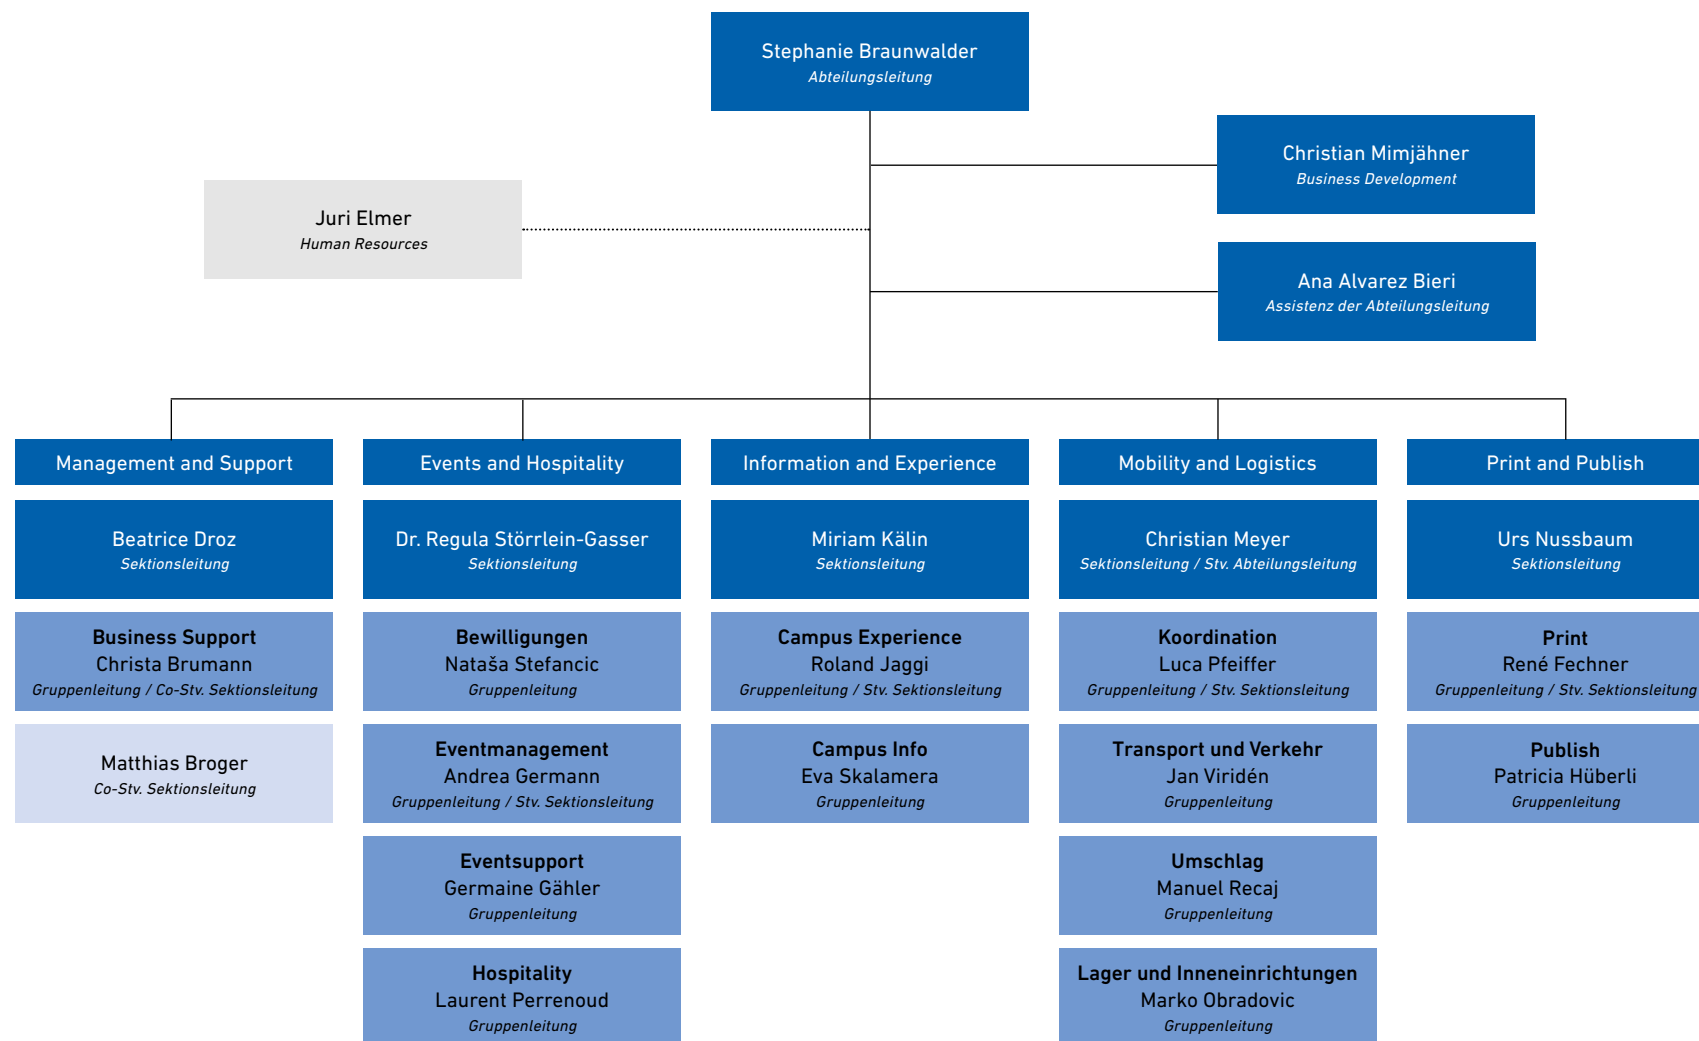 Stephanie Braunwalder
Abteilungsleitung
Christian Mimjähner
Business Development
Juri Elmer
Human Resources
Ana Alvarez Bieri
Assistenz der Abteilungsleitung
Management and Support
Beatrice Droz
Sektionsleitung
Business Support
Christa Brumann
Gruppenleitung / Co-Stv. Sektionsleitung
Matthias Broger
Co-Stv. Sektionsleitung
Events and Hospitality
Dr. Regula Störrlein-Gasser
Sektionsleitung
Bewilligungen
Nataša Stefancic
Gruppenleitung
Eventmanagement
Andrea Germann
Gruppenleitung / Stv. Sektionsleitung
Eventsupport
Germaine Gähler
Gruppenleitung
Hospitality
Laurent Perrenoud
Gruppenleitung
Information and Experience
Miriam Kälin
Sektionsleitung
Campus Experience
Roland Jaggi
Gruppenleitung / Stv. Sektionsleitung
Campus Info
Eva Skalamera
Gruppenleitung
Mobility and Logistics
Christian Meyer
Sektionsleitung / Stv. Abteilungsleitung
Koordination
Luca Pfeiffer
Gruppenleitung / Stv. Sektionsleitung
Transport und Verkehr
Jan Viridén
Gruppenleitung
Umschlag
Manuel Recaj
Gruppenleitung
Lager und Inneneinrichtungen
Marko Obradovic
Gruppenleitung
Print and Publish
Urs Nussbaum
Sektionsleitung
Print
René Fechner
Gruppenleitung / Stv. Sektionsleitung
Publish
Patricia Hüberli
Gruppenleitung